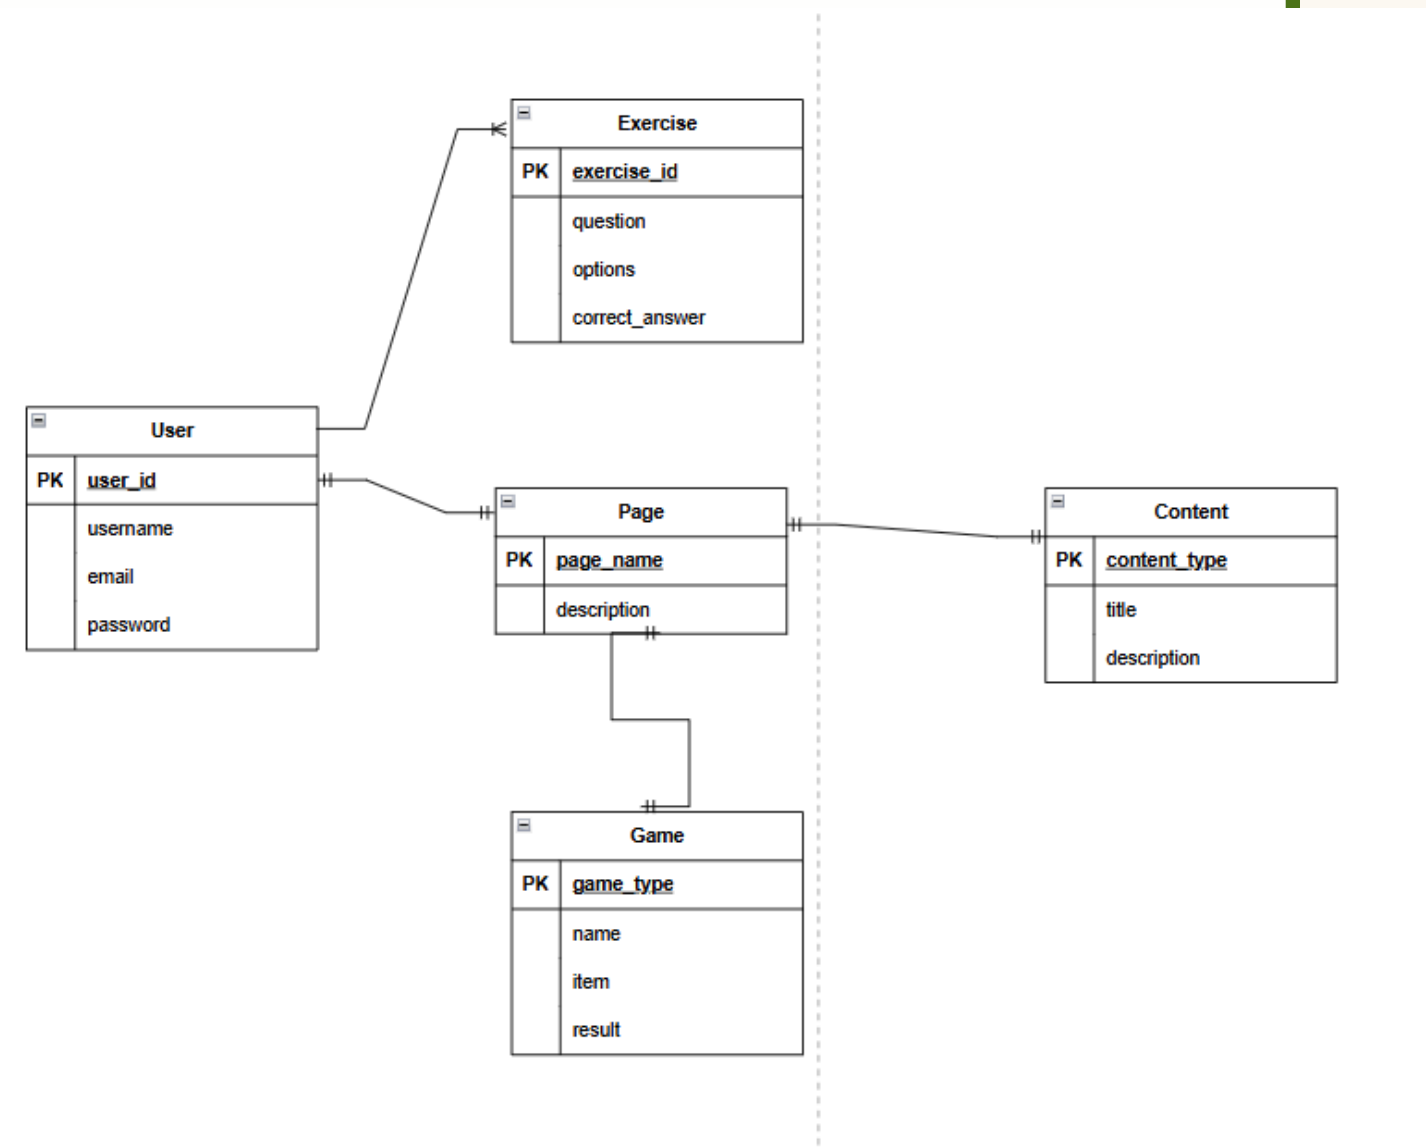 Exercise
PK exercise_id
question
options
correct_answer
User
PK user_id
username
email
password
Page
PK page_name
description
Content
PK content_type
title
description
Game
PK game_type
name
item
result